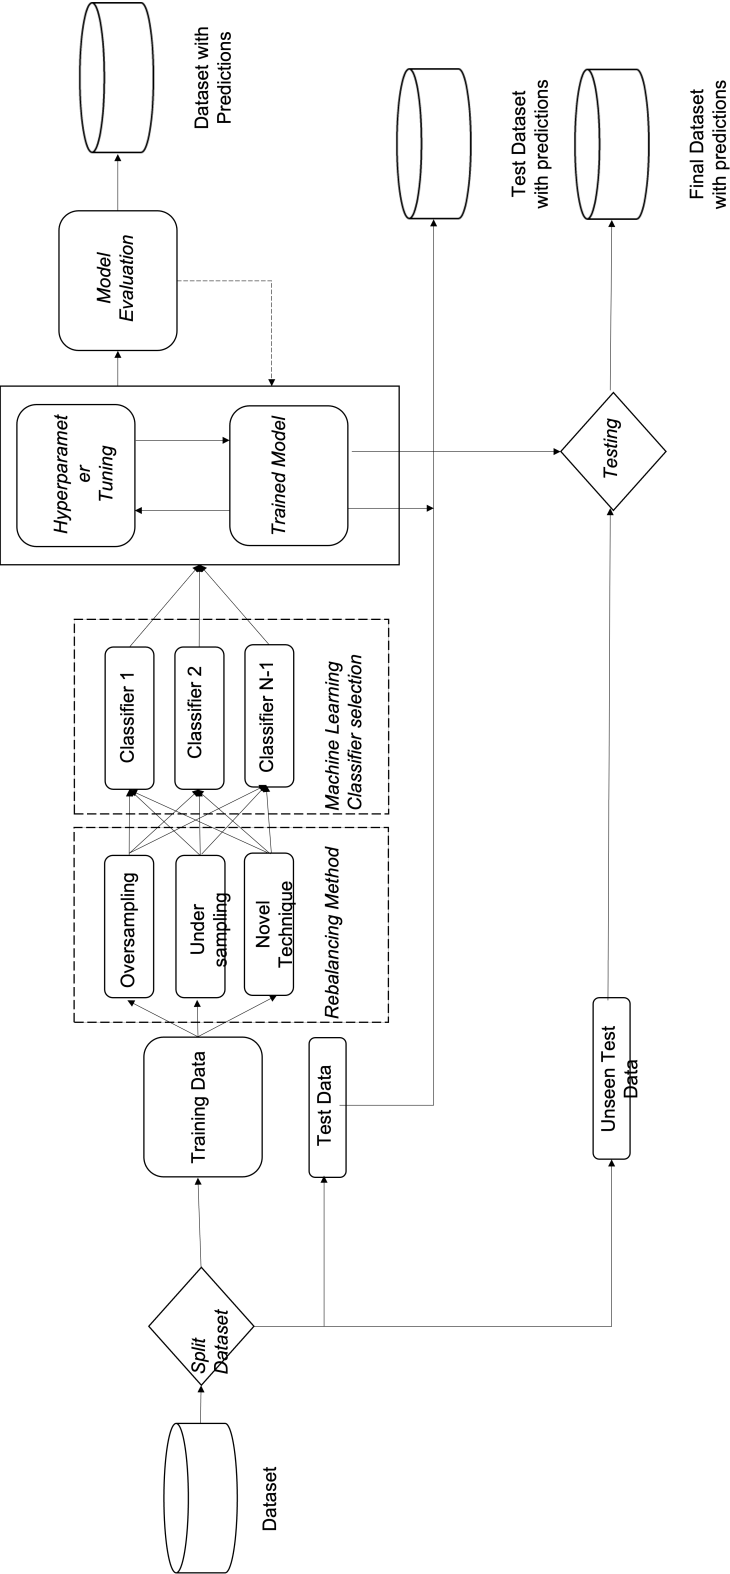 Dataset
Split
Dataset
Training Data
Test Data
Unseen Test
Data
Oversampling
Under
sampling
Novel
Technique
Rebalancing Method
Classifier 1
Classifier 2
Classifier N-1
Machine Learning
Classifier selection
Hyperparamet
er
Tuning
Trained Model
Model
Evaluation
Testing
Dataset with
Predictions
Test Dataset
with predictions
Final Dataset
with predictions